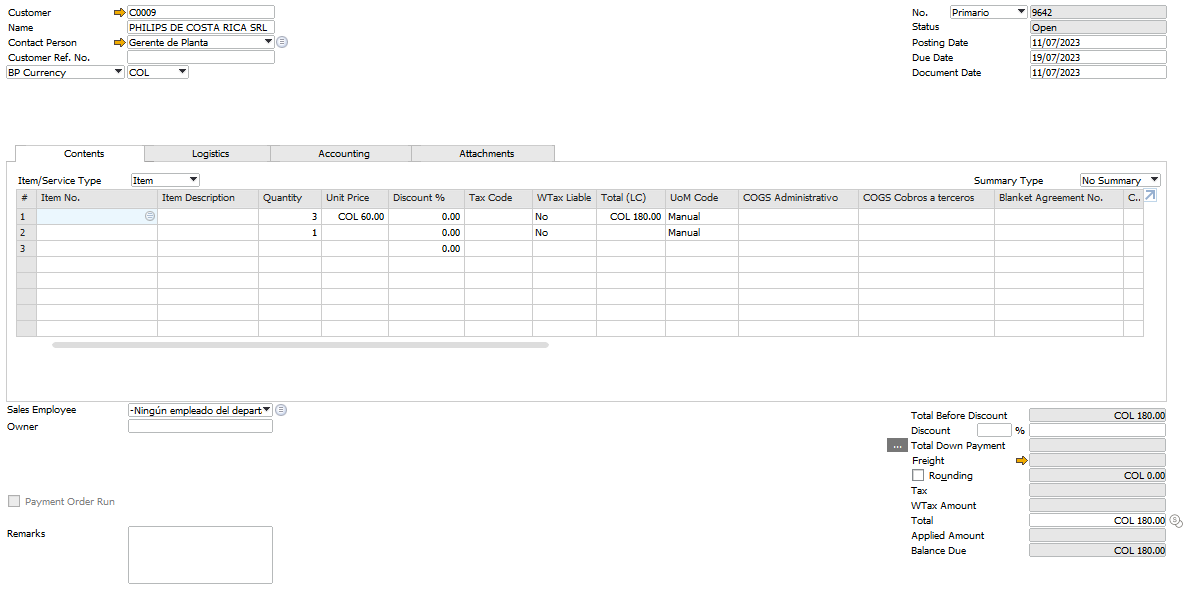 Customer C0009
Name PHILIPS DE COSTA RICA SRL
Contact Person Gerente de Planta
Customer Ref. No.
BP Currency COL
No. Primario 9642
Status Open
Posting Date 11/07/2023
Due Date 19/07/2023
Document Date 11/07/2023
Contents Logistics Accounting Attachments
Item/Service Type Item Summary Type No Summary
# Item No. Item Description Quantity Unit Price Discount % Tax Code WTax Liable Total (LC) UoM Code COGS Administrativo COGS Cobros a terceros Blanket Agreement No. C..
1 3 COL 60.00 0.00 No COL 180.00 Manual
2 1 0.00 No Manual
3 0.00
Sales Employee -Ningún empleado del depart
Owner
Payment Order Run
Remarks
Total Before Discount COL 180.00
Discount %
... Total Down Payment
Freight
Rounding COL 0.00
Tax
WTax Amount
Total COL 180.00
Applied Amount
Balance Due COL 180.00